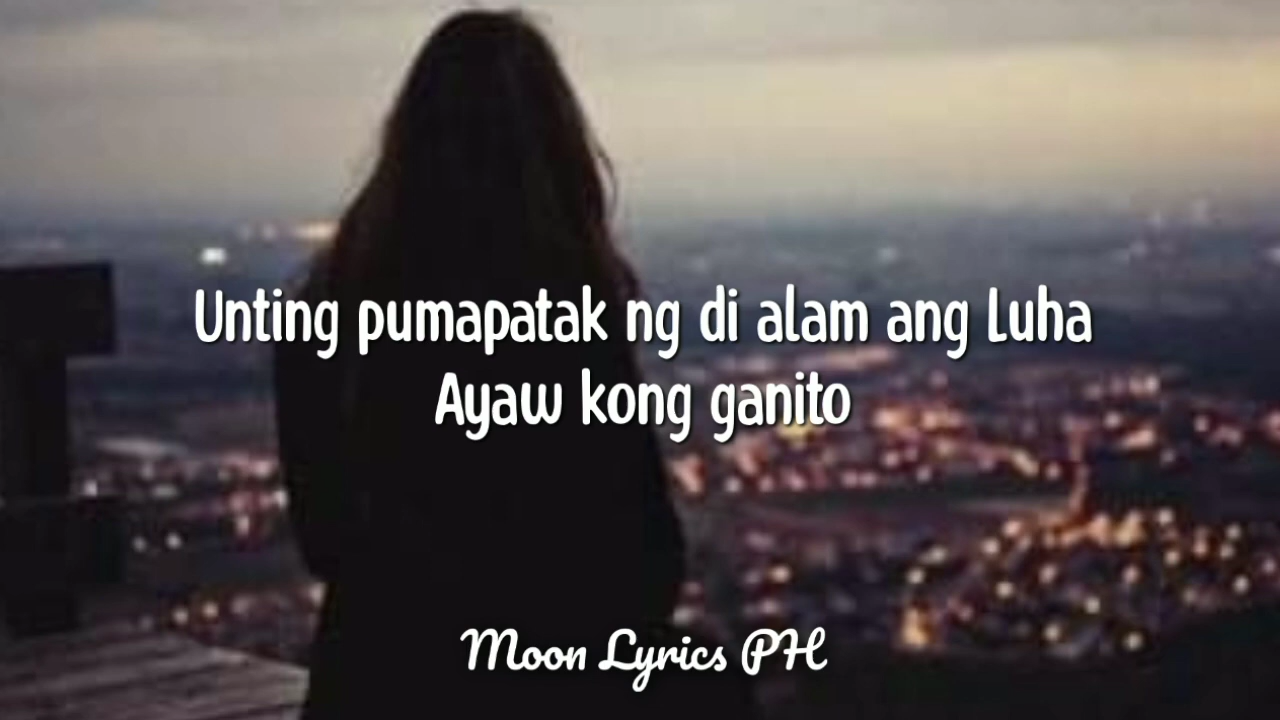 Unting pumapatak ng di alam ang Luha
Ayaw kong ganito
Moon Lyrics PH